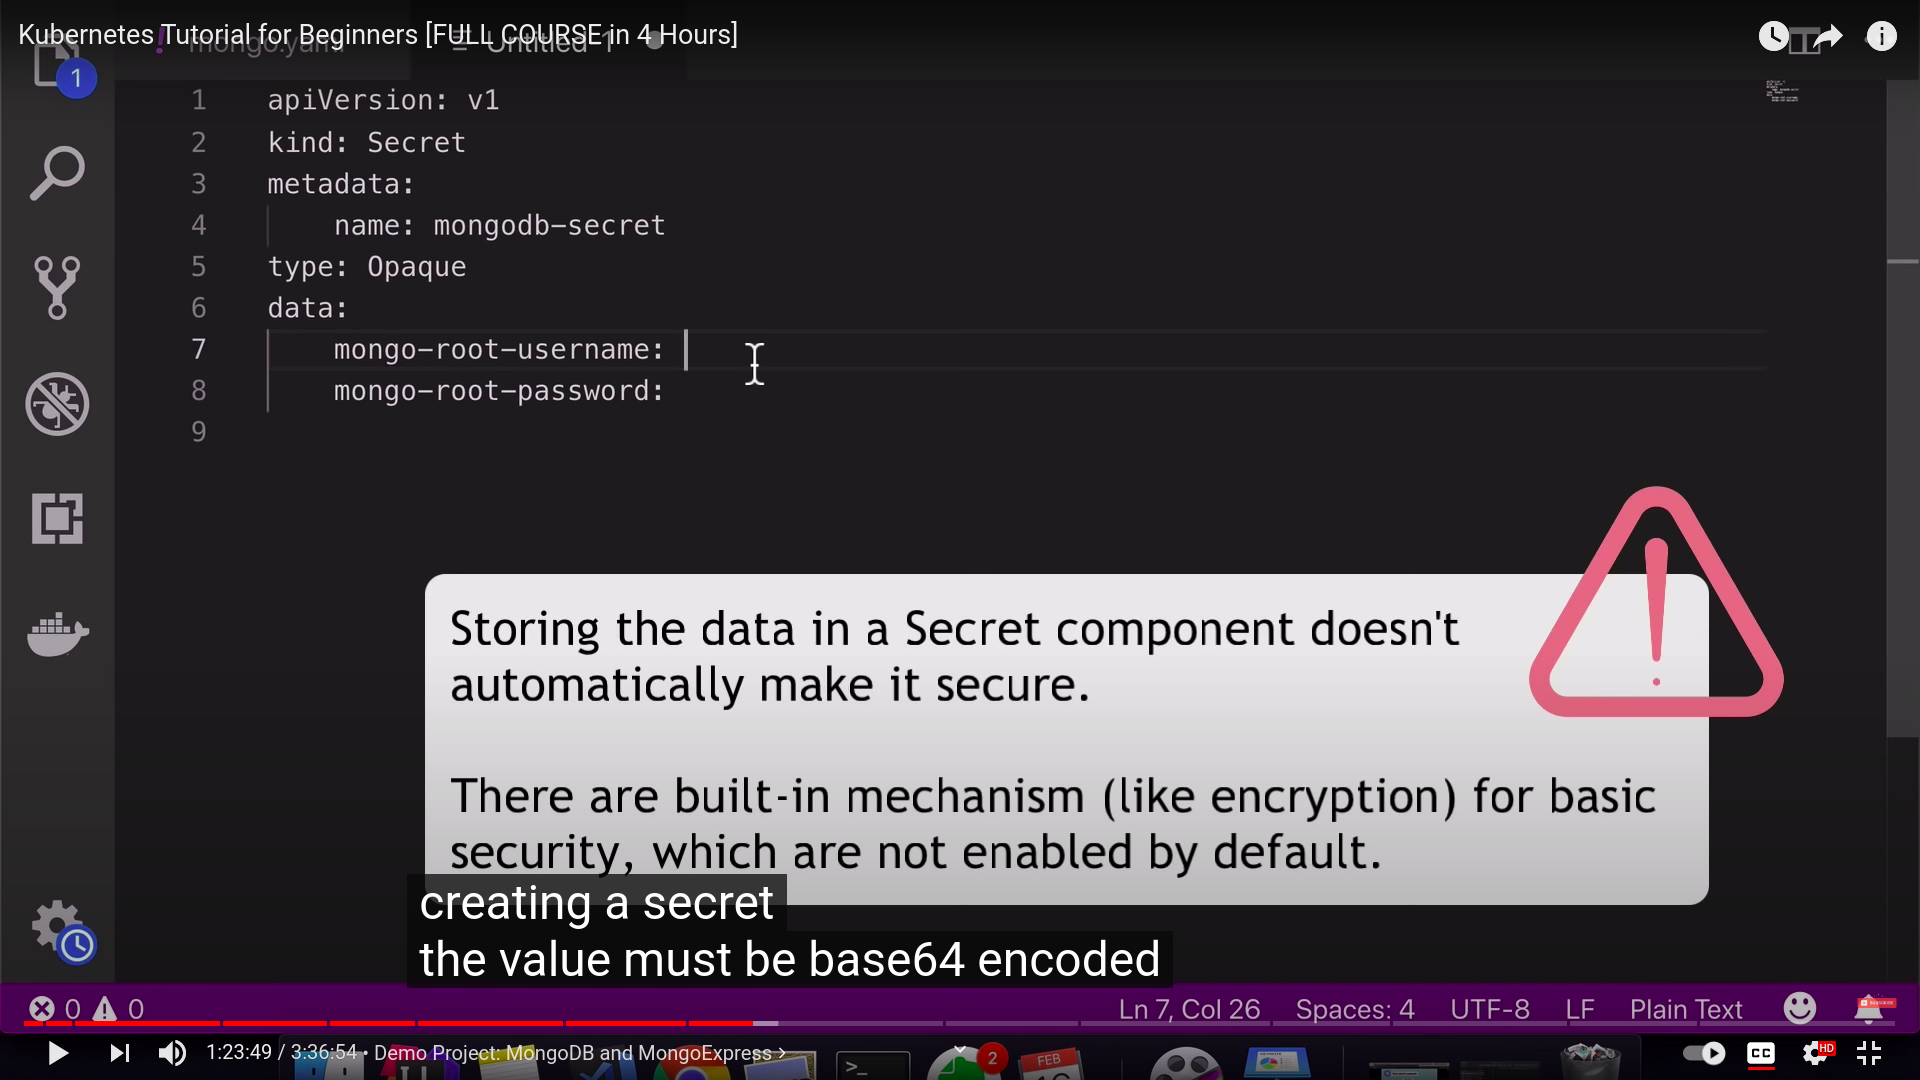 Kubernetes Tutorial for Beginners [FULL COURSE in 4 Hours]
mongo.yaml
Untitled 1
1
1 apiVersion: v1
2 kind: Secret
3 metadata:
4 name: mongodb-secret
5 type: Opaque
6 data:
7 mongo-root-username:
8 mongo-root-password:
9
Storing the data in a Secret component doesn't
automatically make it secure.
There are built-in mechanism (like encryption) for basic
security, which are not enabled by default.
creating a secret
the value must be base64 encoded
0 0 Ln 7, Col 26 Spaces: 4 UTF-8 LF Plain Text
1:23:49 / 3:36:54 • Demo Project: MongoDB and MongoExpress
2
FEB
CC
HD